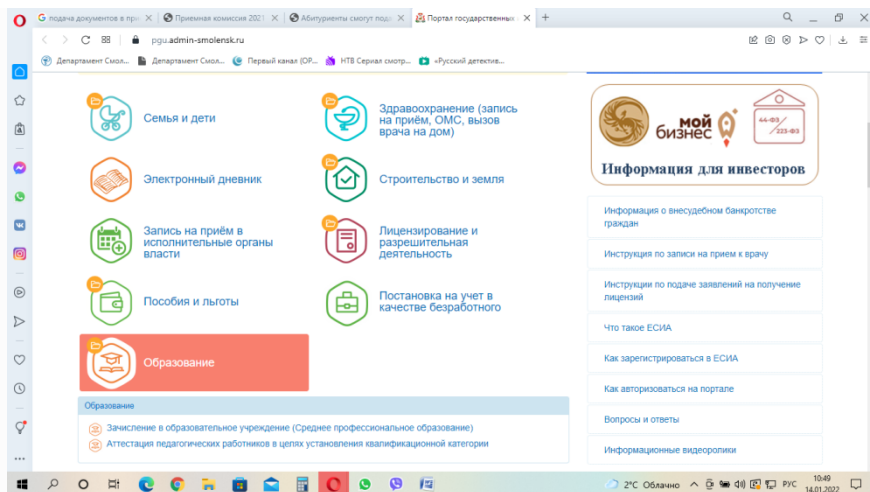 подача документов в при
Приемная комиссия 2021
Абитуриенты смогут пода
Портал государственных
pgu.admin-smolensk.ru
Департамент Смол...
Департамент Смол...
Первый канал (ОР...
НТВ Сериал смотр...
«Русский детектив...
Семья и дети
Здравоохранение (запись
на приём, ОМС, вызов
врача на дом)
Электронный дневник
Строительство и земля
Запись на приём в
исполнительные органы
власти
Лицензирование и
разрешительная
деятельность
Пособия и льготы
Постановка на учет в
качестве безработного
Образование
Образование
Зачисление в образовательное учреждение (Среднее профессиональное образование)
Аттестация педагогических работников в целях установления квалификационной категории
мой
бизнес
44-ФЗ/
223-ФЗ
Информация для инвесторов
Информация о внесудебном банкротстве
граждан
Инструкция по записи на прием к врачу
Инструкции по подаче заявлений на получение
лицензий
Что такое ЕСИА
Как зарегистрироваться в ЕСИА
Как авторизоваться на портале
Вопросы и ответы
Информационные видеоролики
2°C Облачно
РУС
10:49
14.01.2022